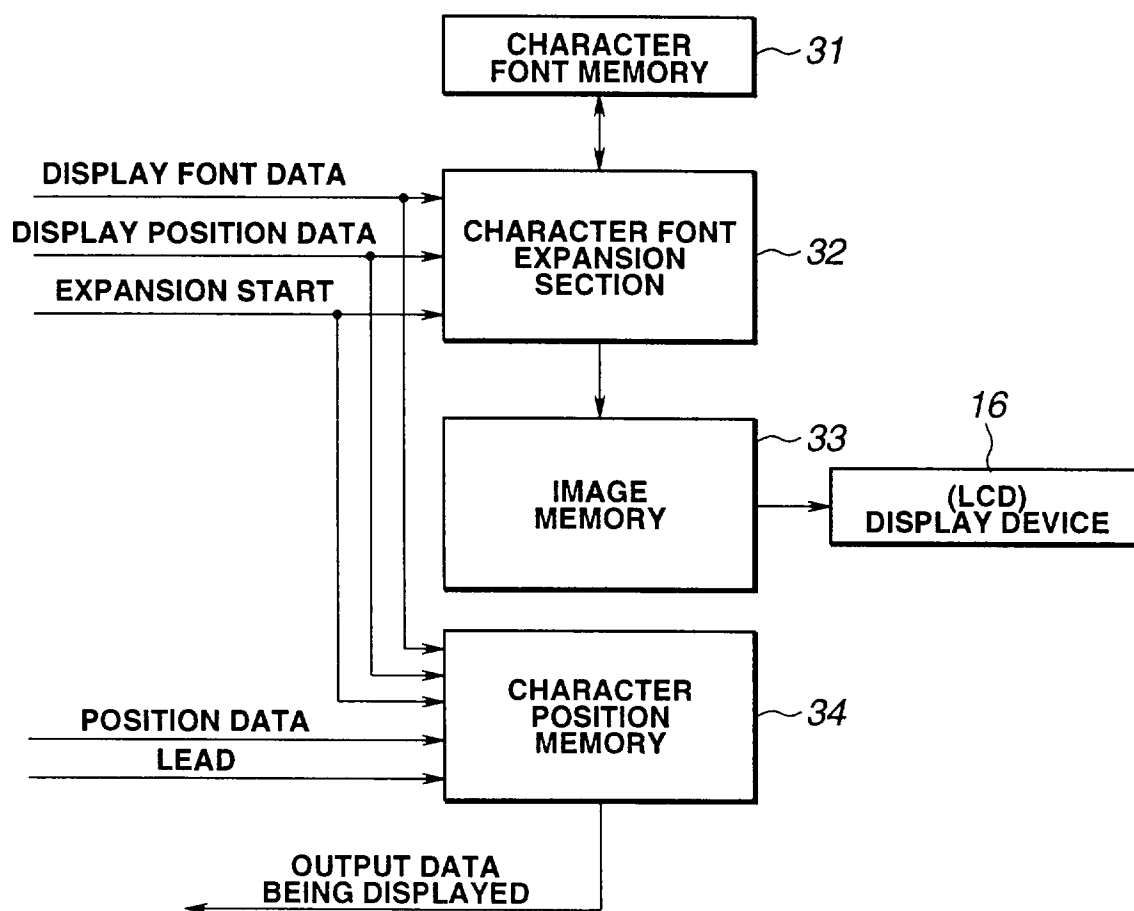 CHARACTER
FONT MEMORY
31
DISPLAY FONT DATA
DISPLAY POSITION DATA
EXPANSION START
CHARACTER FONT
EXPANSION
SECTION
32
IMAGE
MEMORY
33
16
(LCD)
DISPLAY DEVICE
POSITION DATA
LEAD
CHARACTER
POSITION
MEMORY
34
OUTPUT DATA
BEING DISPLAYED